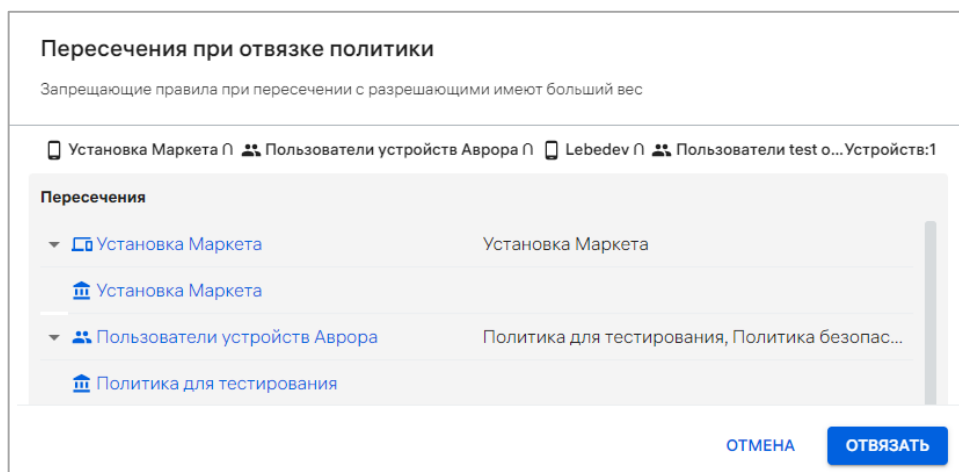 Пересечения при отвязке политики
Запрещающие правила при пересечении с разрешающими имеют больший вес
Установка Маркета ∩ Пользователи устройств Аврора ∩ Lebedev ∩ Пользователи test о...Устройств:1
Пересечения
Установка Маркета Установка Маркета
Установка Маркета
Пользователи устройств Аврора Политика для тестирования, Политика безопас...
Политика для тестирования
ОТМЕНА ОТВЯЗАТЬ